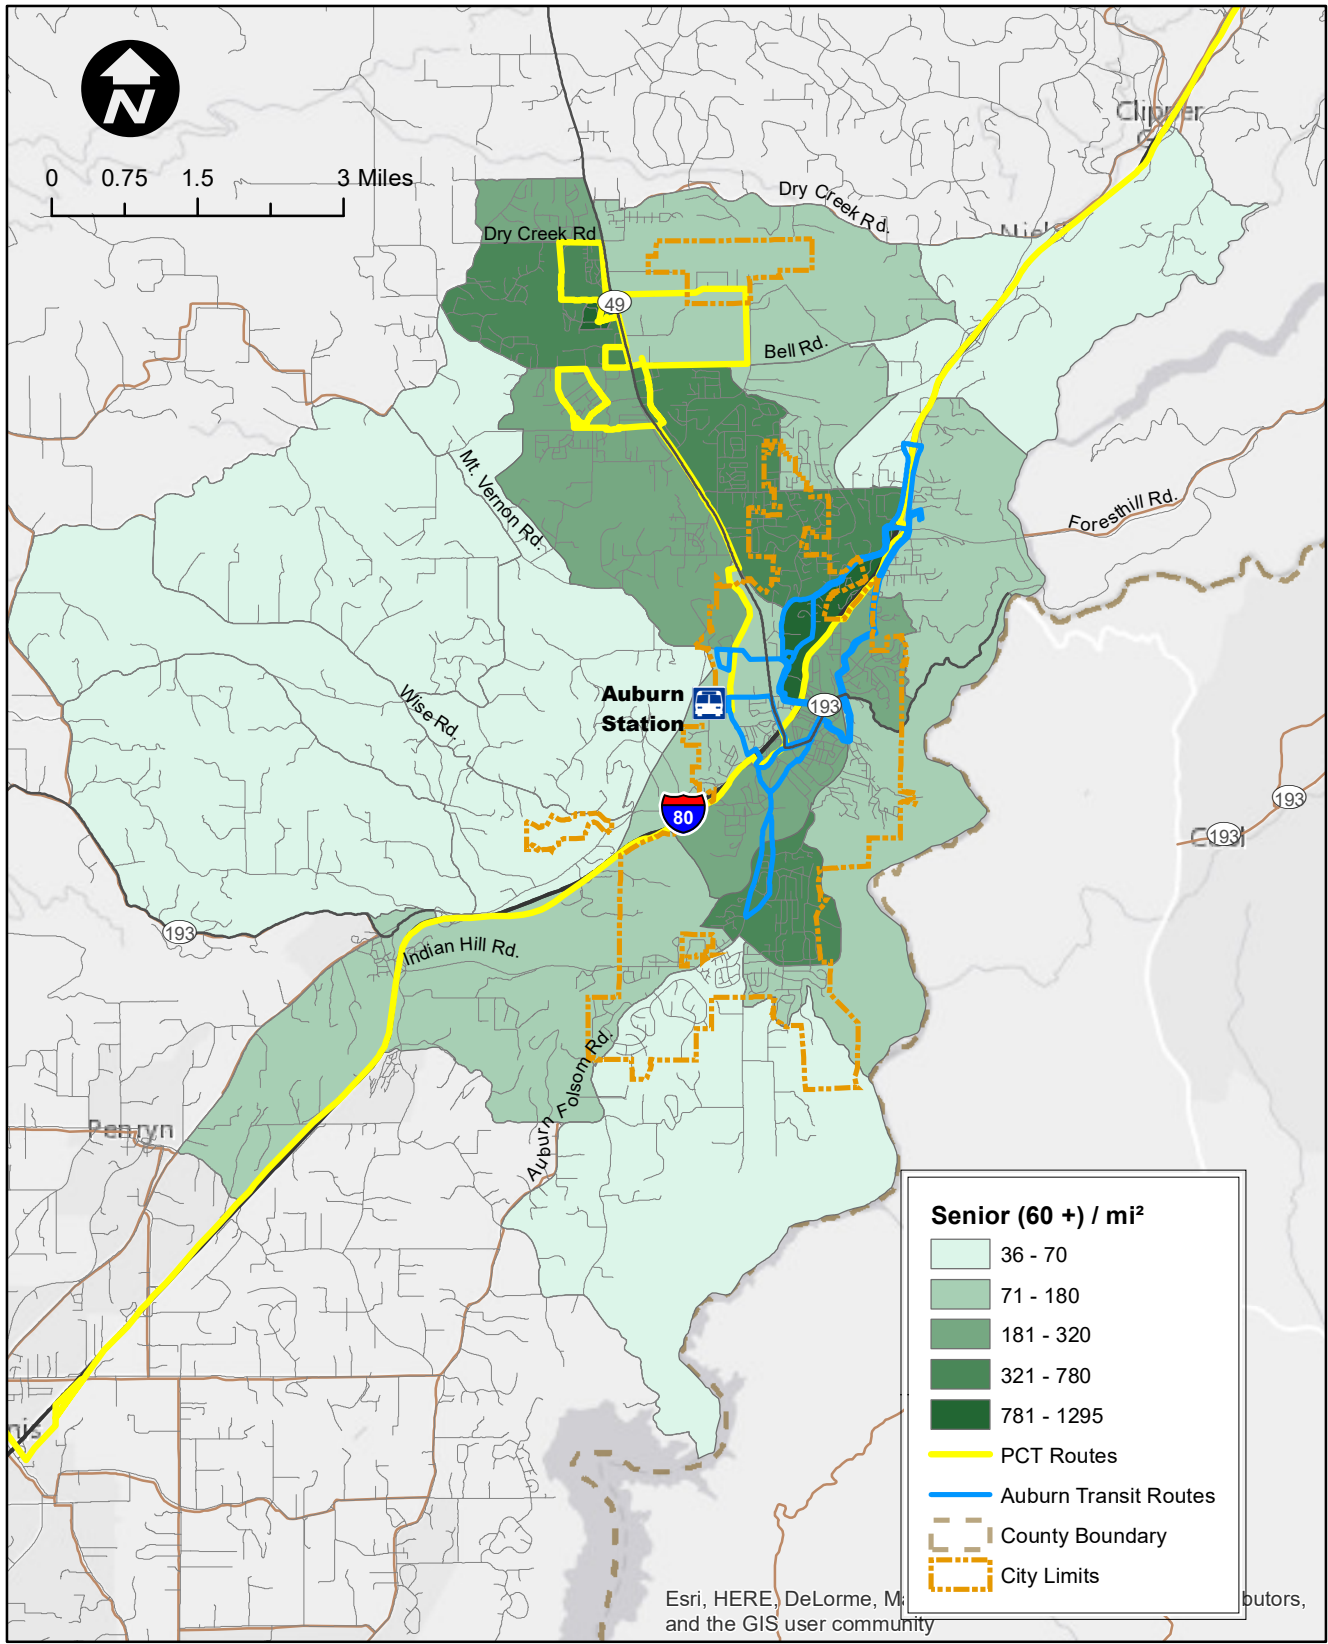 N
0 0.75 1.5 3 Miles
Clipper
Dry Creek Rd.
Dry Creek Rd
49
Bell Rd.
Mt. Vernon Rd.
Foresthill Rd.
Wise Rd.
Auburn
Station
193
80
193
193
193
Indian Hill Rd.
Auburn Folsom Rd.
Penryn
Senior (60 +) / mi²
36 - 70
71 - 180
181 - 320
321 - 780
781 - 1295
PCT Routes
Auburn Transit Routes
County Boundary
City Limits
Esri, HERE, DeLorme,
and the GIS user community